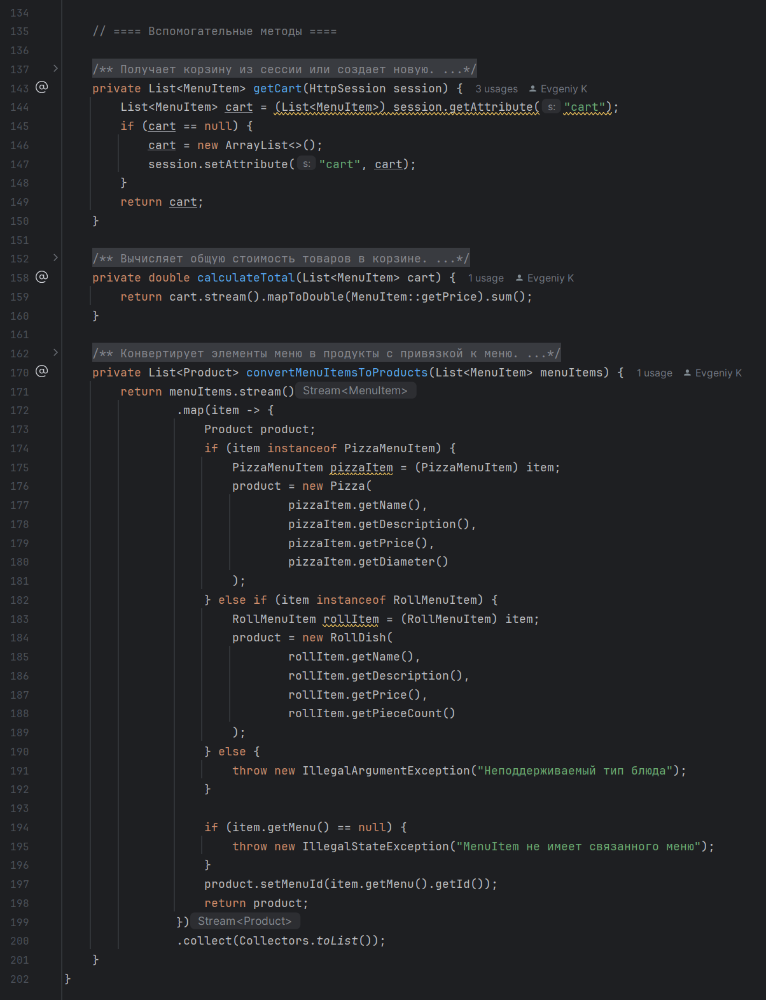 134
135 // ==== Вспомогательные методы ====
136
137 /** Получает корзину из сессии или создает новую. ...*/
143 @ private List<MenuItem> getCart(HttpSession session) { 3 usages Evgeniy K
144 List<MenuItem> cart = (List<MenuItem>) session.getAttribute( s: "cart");
145 if (cart == null) {
146 cart = new ArrayList<>();
147 session.setAttribute( s: "cart", cart);
148 }
149 return cart;
150 }
151
152 /** Вычисляет общую стоимость товаров в корзине. ...*/
158 @ private double calculateTotal(List<MenuItem> cart) { 1 usage Evgeniy K
159 return cart.stream().mapToDouble(MenuItem::getPrice).sum();
160 }
161
162 /** Конвертирует элементы меню в продукты с привязкой к меню. ...*/
170 @ private List<Product> convertMenuItemsToProducts(List<MenuItem> menuItems) { 1 usage Evgeniy K
171 return menuItems.stream() Stream<MenuItem>
172 .map(item -> {
173 Product product;
174 if (item instanceof PizzaMenuItem) {
175 PizzaMenuItem pizzaItem = (PizzaMenuItem) item;
176 product = new Pizza(
177 pizzaItem.getName(),
178 pizzaItem.getDescription(),
179 pizzaItem.getPrice(),
180 pizzaItem.getDiameter()
181 );
182 } else if (item instanceof RollMenuItem) {
183 RollMenuItem rollItem = (RollMenuItem) item;
184 product = new RollDish(
185 rollItem.getName(),
186 rollItem.getDescription(),
187 rollItem.getPrice(),
188 rollItem.getPieceCount()
189 );
190 } else {
191 throw new IllegalArgumentException("Неподдерживаемый тип блюда");
192 }
193
194 if (item.getMenu() == null) {
195 throw new IllegalStateException("MenuItem не имеет связанного меню");
196 }
197 product.setMenuId(item.getMenu().getId());
198 return product;
199 }) Stream<Product>
200 .collect(Collectors.toList());
201 }
202 }